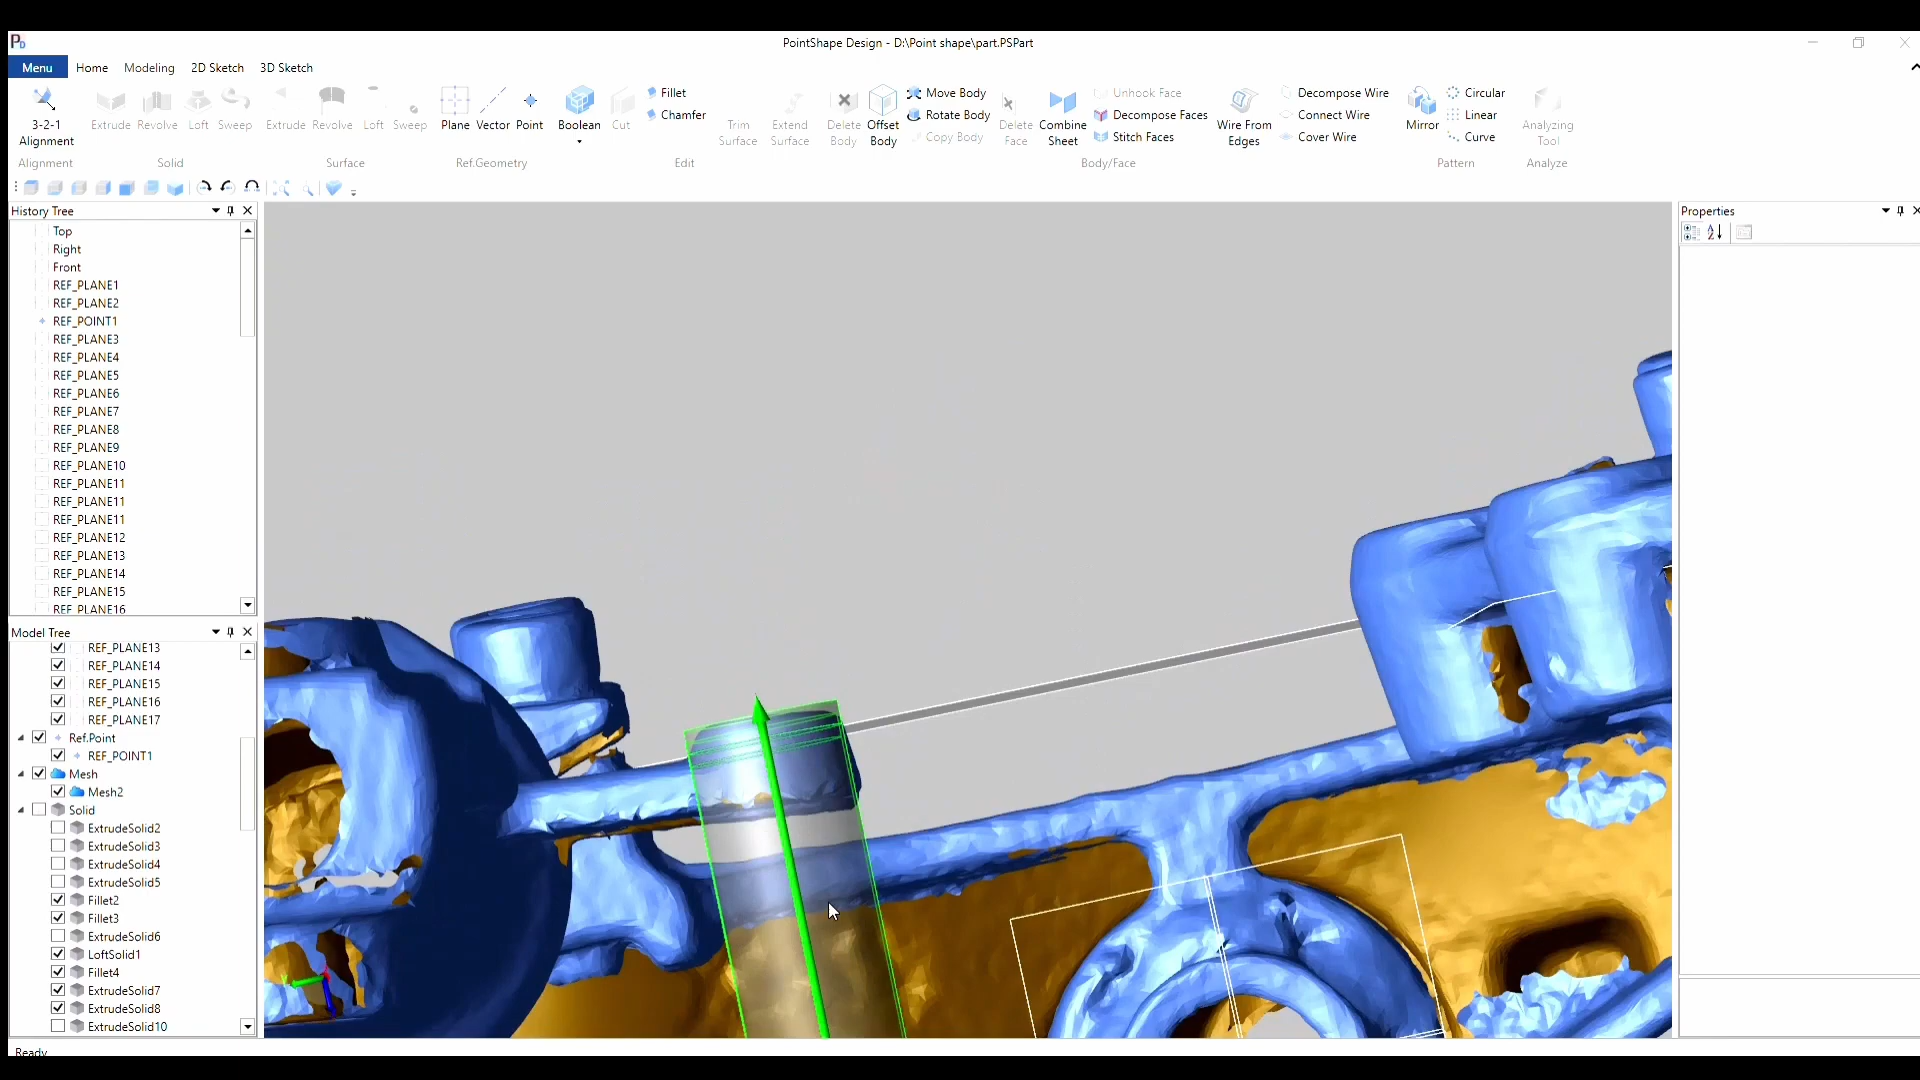 PD
PointShape Design - D:\Point shape\part.PSPart
Menu Home Modeling 2D Sketch 3D Sketch
3-2-1 Alignment
Extrude Revolve Loft Sweep
Extrude Revolve Loft Sweep
Plane Vector Point
Boolean Cut
Fillet
Chamfer
Trim Surface
Extend Surface
Delete Body
Offset Body
Move Body
Rotate Body
Copy Body
Delete Face
Combine Sheet
Unhook Face
Decompose Faces
Stitch Faces
Wire From Edges
Decompose Wire
Connect Wire
Cover Wire
Mirror
Circular
Linear
Curve
Analyzing Tool
Alignment Solid Surface Ref.Geometry Edit Body/Face Pattern Analyze
History Tree
Top
Right
Front
REF_PLANE1
REF_PLANE2
REF_POINT1
REF_PLANE3
REF_PLANE4
REF_PLANE5
REF_PLANE6
REF_PLANE7
REF_PLANE8
REF_PLANE9
REF_PLANE10
REF_PLANE11
REF_PLANE11
REF_PLANE11
REF_PLANE12
REF_PLANE13
REF_PLANE14
REF_PLANE15
REF_PLANE16
Model Tree
REF_PLANE13
REF_PLANE14
REF_PLANE15
REF_PLANE16
REF_PLANE17
Ref.Point
REF_POINT1
Mesh
Mesh2
Solid
ExtrudeSolid2
ExtrudeSolid3
ExtrudeSolid4
ExtrudeSolid5
Fillet2
Fillet3
ExtrudeSolid6
LoftSolid1
Fillet4
ExtrudeSolid7
ExtrudeSolid8
ExtrudeSolid10
Properties
Ready